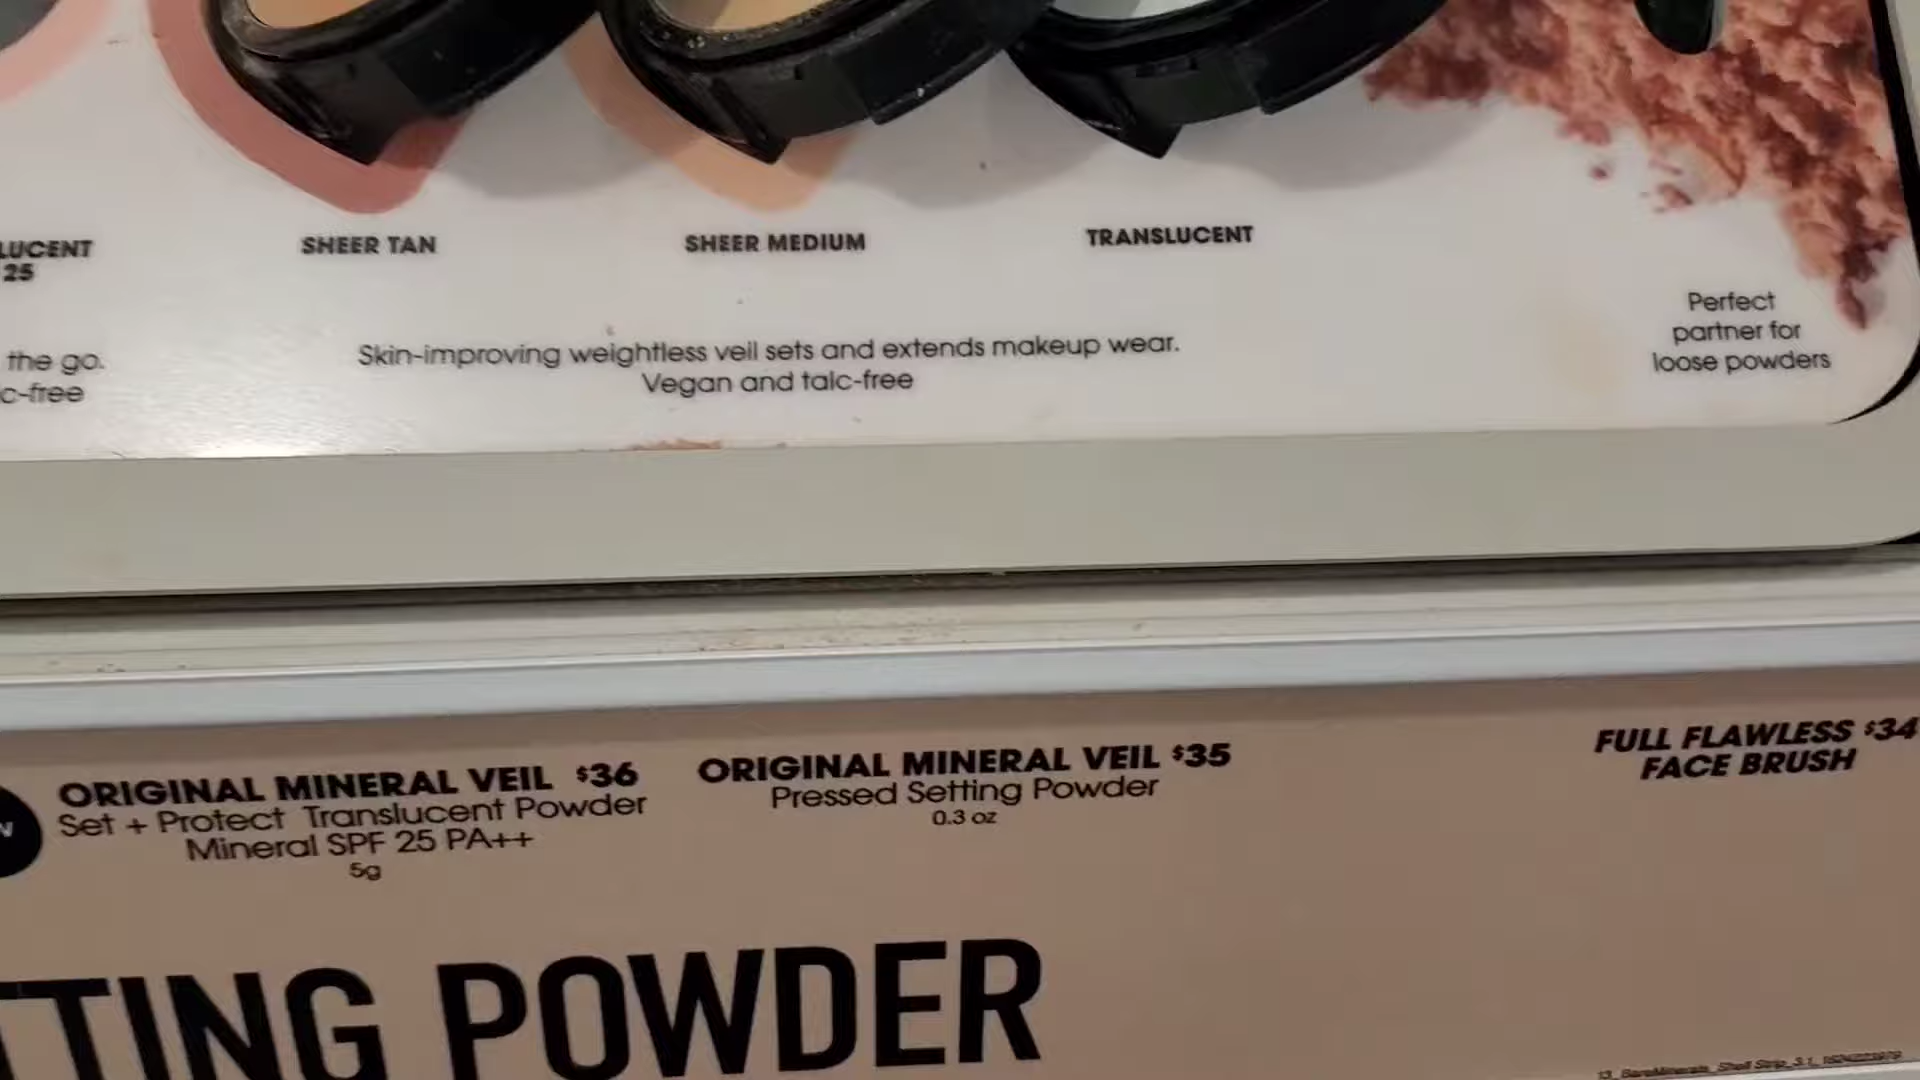 LUCENT
25
SHEER TAN
SHEER MEDIUM
TRANSLUCENT
the go.
c-free
Skin-improving weightless veil sets and extends makeup wear.
Vegan and talc-free
Perfect
partner for
loose powders
ORIGINAL MINERAL VEIL $36
Set + Protect Translucent Powder
Mineral SPF 25 PA++
5g
ORIGINAL MINERAL VEIL $35
Pressed Setting Powder
0.3 oz
FULL FLAWLESS $34
FACE BRUSH
TTING POWDER